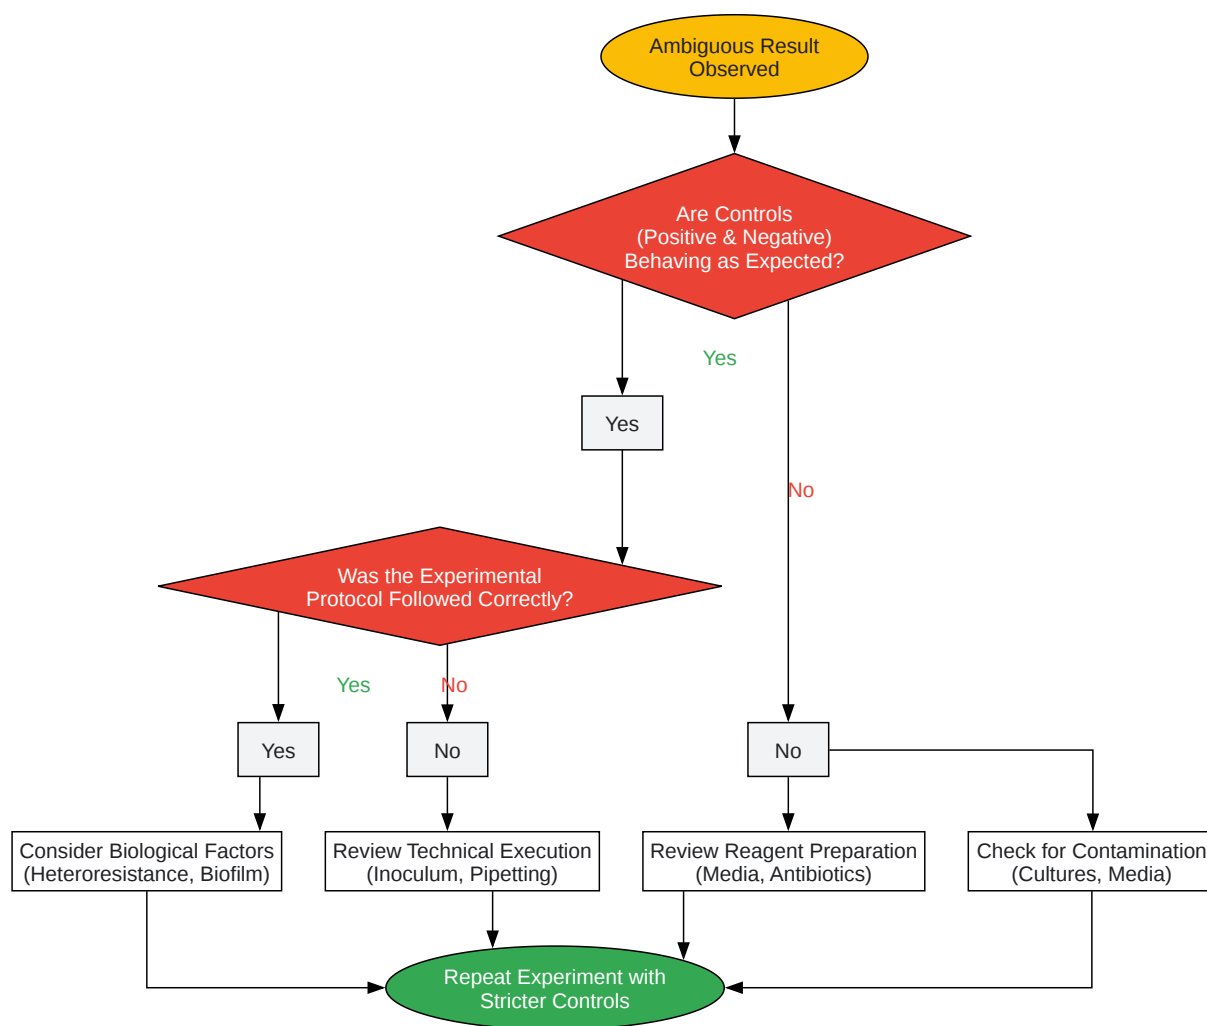 Ambiguous Result
Observed
Are Controls
(Positive & Negative)
Behaving as Expected?
Yes
Yes
No
Was the Experimental
Protocol Followed Correctly?
Yes
No
Yes
No
No
Consider Biological Factors
(Heteroresistance, Biofilm)
Review Technical Execution
(Inoculum, Pipetting)
Review Reagent Preparation
(Media, Antibiotics)
Check for Contamination
(Cultures, Media)
Repeat Experiment with
Stricter Controls